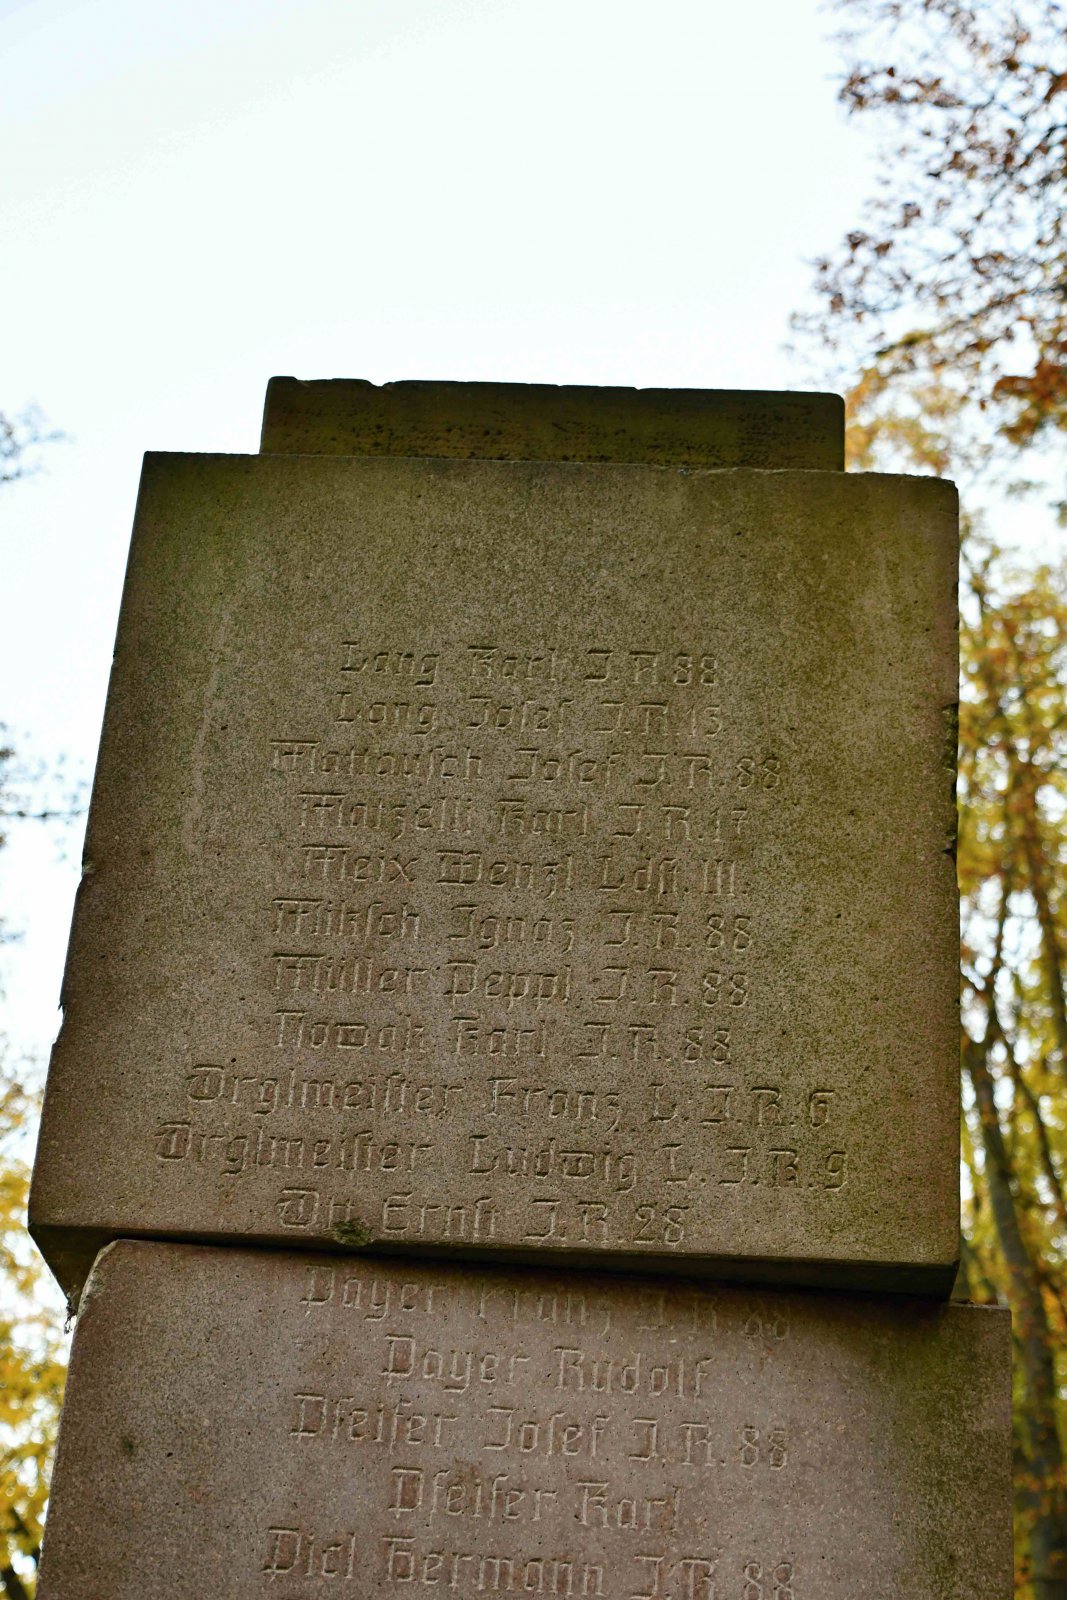 Lang Karl I.R.88
Lang Josef I.R.15
Mattausch Josef I.R.88
Matzelli Karl I.R.17
Meix Wenzl Ldst. III.
Miksch Ignaz I.R.88
Müller Peppl I.R.88
Nowak Karl I.R.88
Orglmeister Franz L.I.R.6
Orglmeister Ludwig L.I.R.9
Ott Ernst I.R.28
Payer Franz I.R.88
Payer Rudolf
Pfeifer Josef I.R.88
Pfeifer Karl
Picl Hermann I.R.88